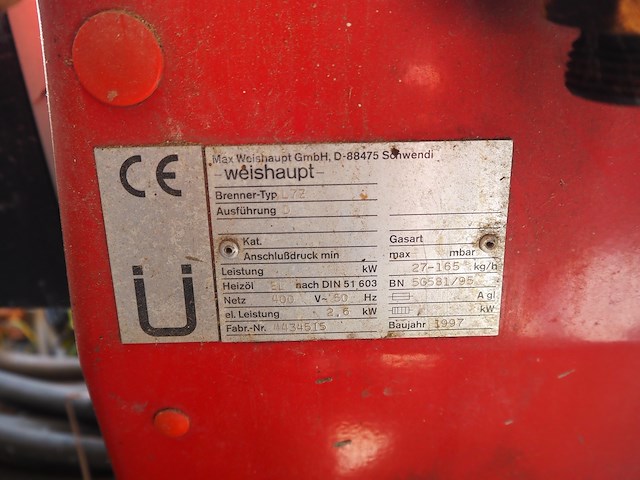 CE
Ü
Max Weishaupt GmbH, D-88475 Schwendi
-weishaupt-
Brenner-Typ L7Z
Ausführung D
Kat. Gasart
Anschlußdruck min max mbar
Leistung kW 27-165 kg/h
Heizöl EL nach DIN 51 603 BN 5G581/95
Netz 400 V~ 50 Hz A gl
el. Leistung 2,6 kW kW
Fabr.-Nr. 4434515 Baujahr 1997